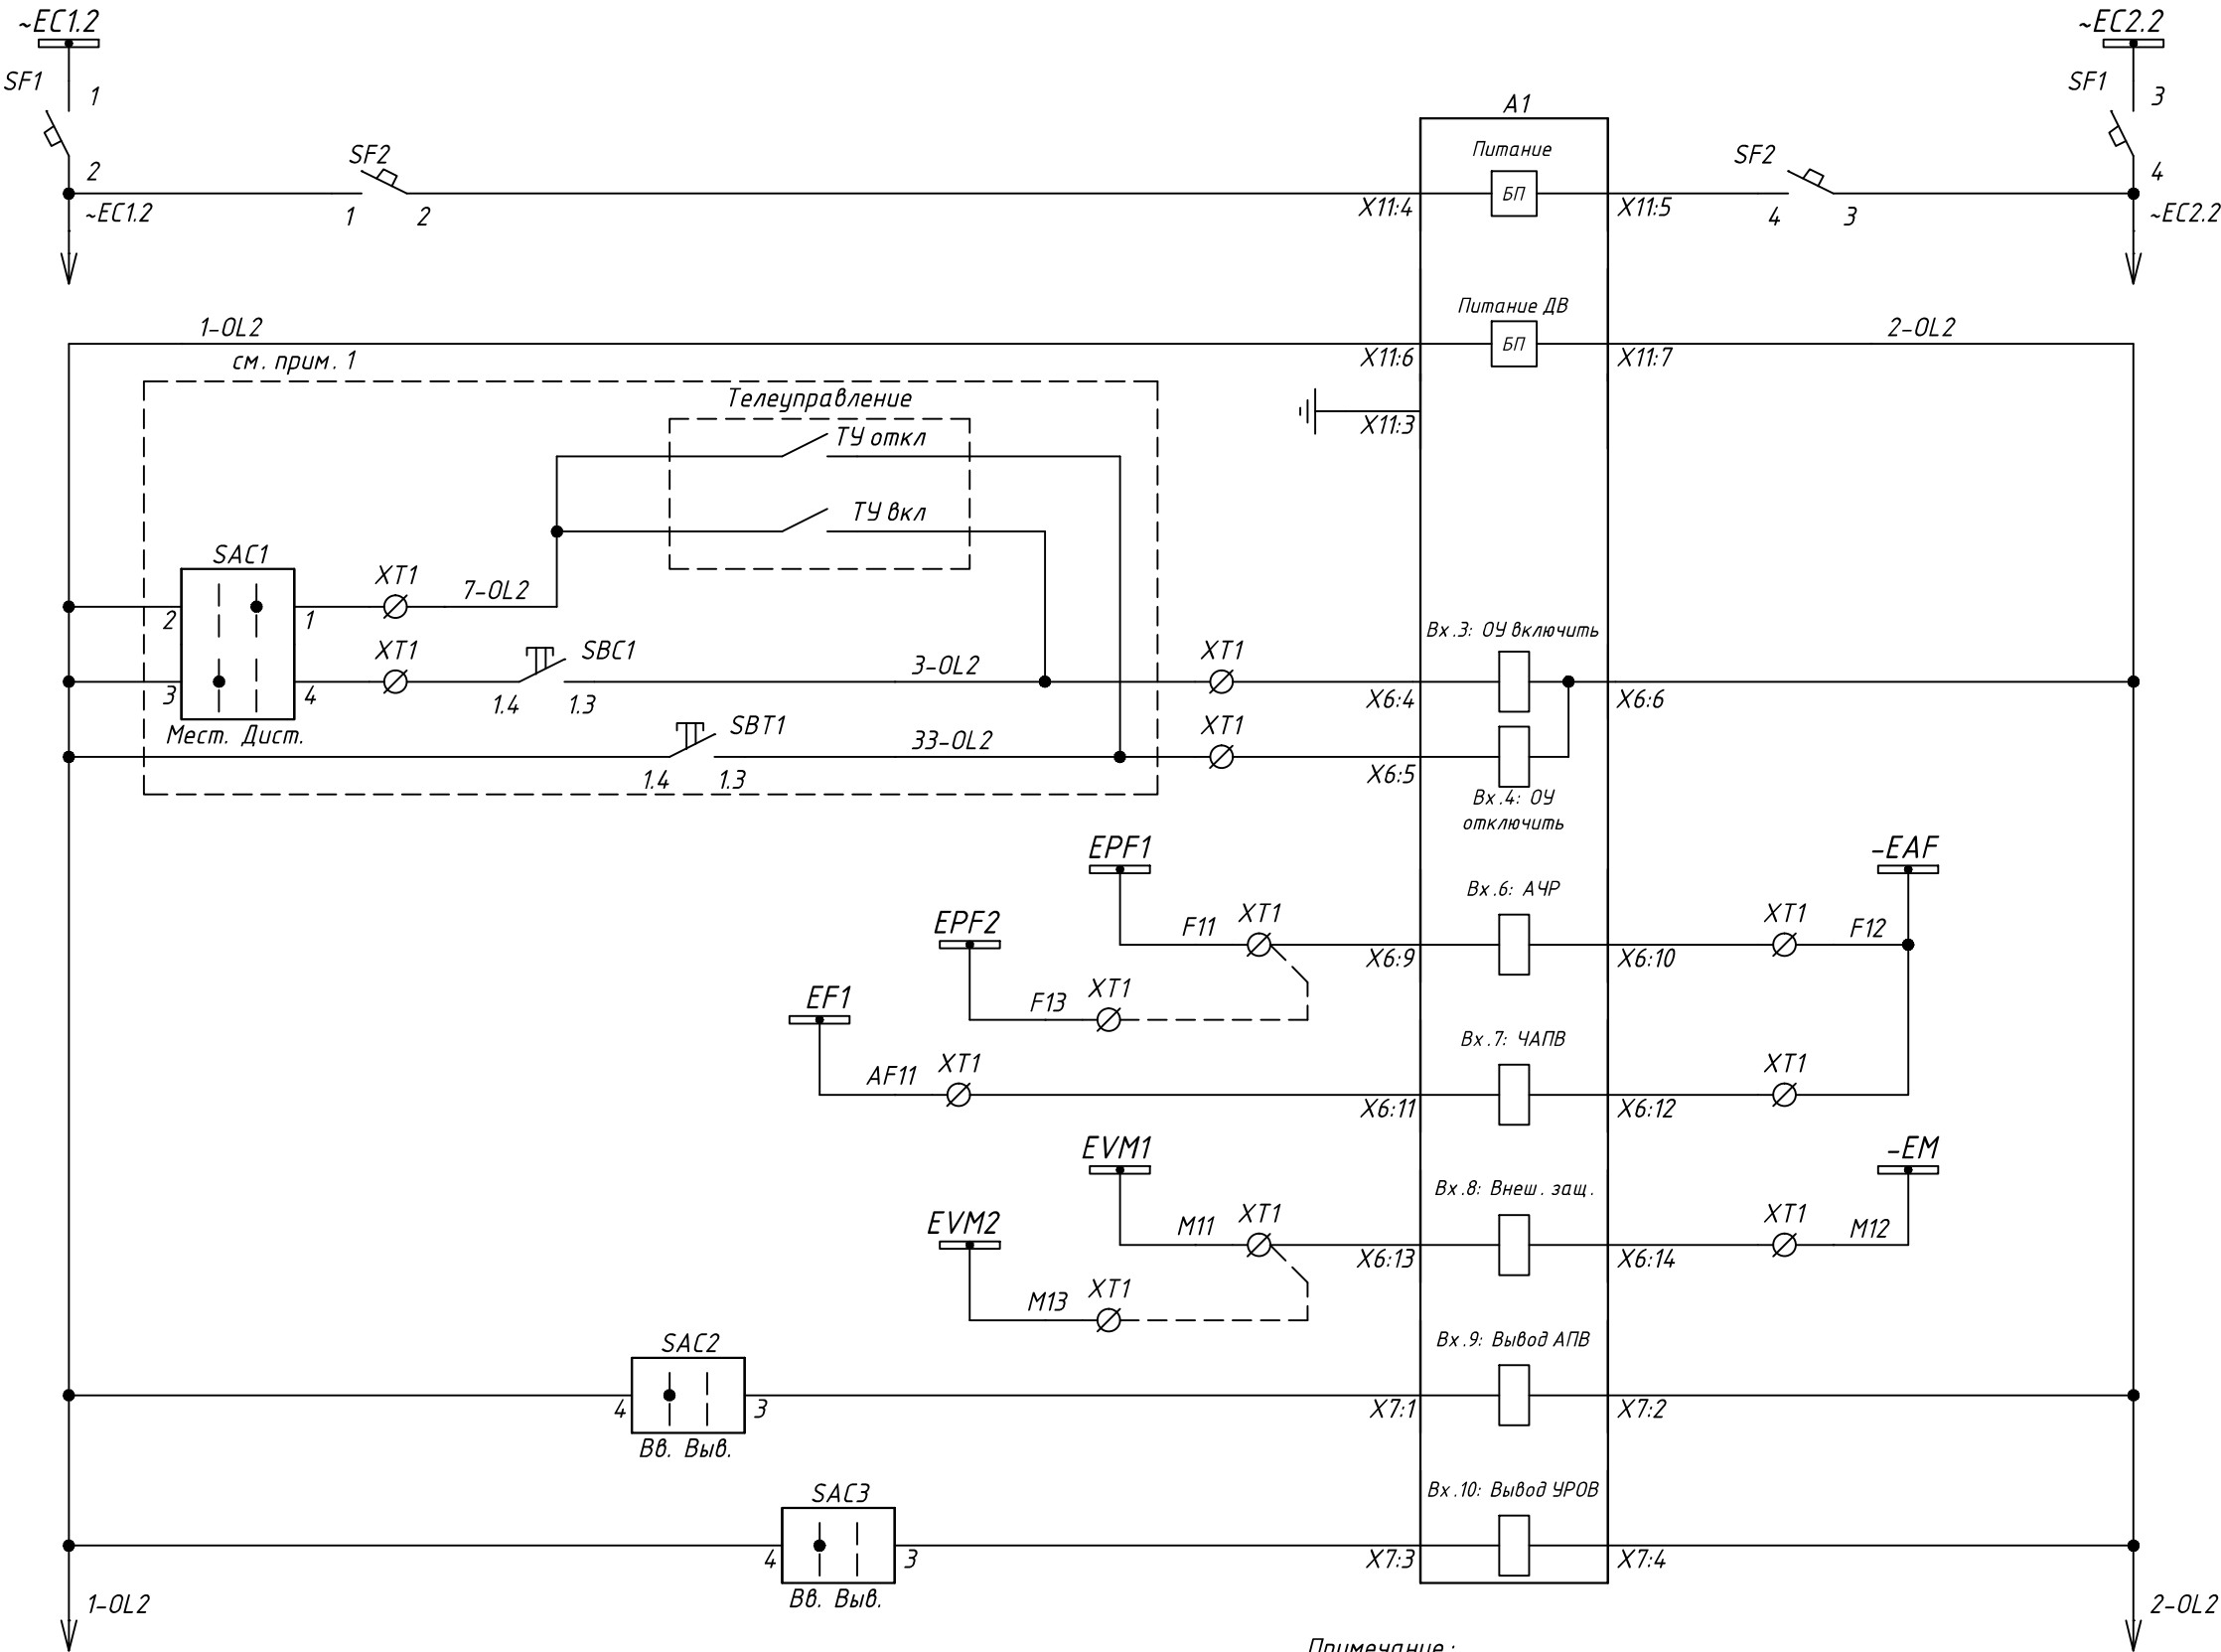 ~EC1.2
~EC2.2
SF1
1
SF1
3
A1
Питание
2
SF2
SF2
4
БП
~EC1.2
1
2
X11:4
X11:5
4
3
~EC2.2
Питание ДВ
1-OL2
БП
2-OL2
см. прим. 1
X11:6
X11:7
Телеуправление
X11:3
ТУ откл
ТУ вкл
SAC1
XT1
7-OL2
2
1
Вх.3: ОУ включить
XT1
SBC1
3-OL2
XT1
3
4
1.4
1.3
X6:4
X6:6
Мест. Дист.
SBT1
33-OL2
XT1
1.4
1.3
X6:5
Вх.4: ОУ
отключить
EPF1
-EAF
Вх.6: АЧР
EPF2
F11
XT1
XT1
F12
X6:9
X6:10
EF1
F13
XT1
Вх.7: ЧАПВ
AF11
XT1
XT1
X6:11
X6:12
EVM1
-EM
Вх.8: Внеш. защ.
EVM2
M11
XT1
XT1
M12
X6:13
X6:14
M13
XT1
SAC2
Вх.9: Вывод АПВ
4
3
X7:1
X7:2
Вв. Выв.
SAC3
Вх.10: Вывод УРОВ
4
3
X7:3
X7:4
Вв. Выв.
1-OL2
2-OL2
Примечание: